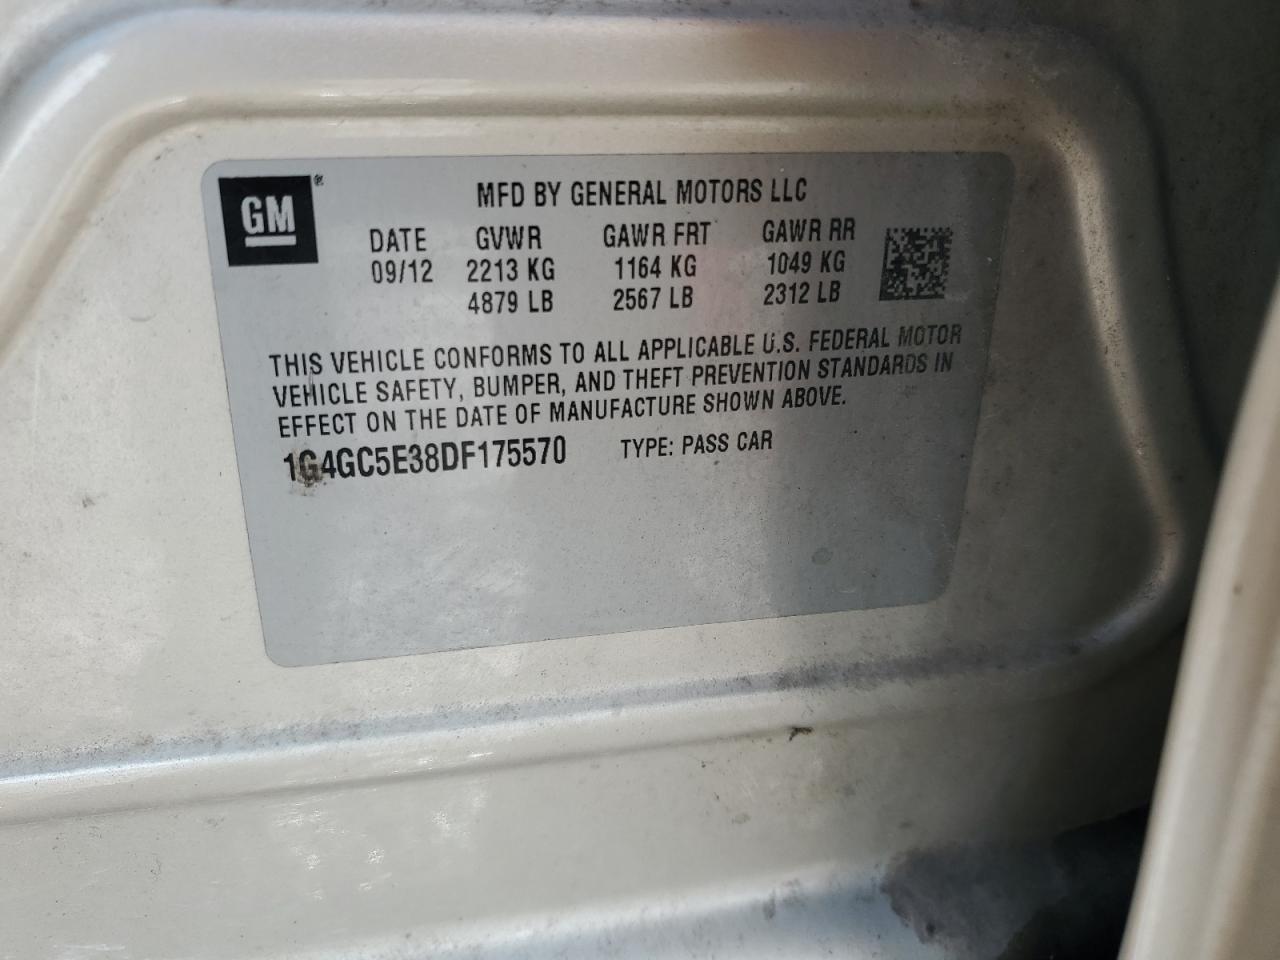 GM®
MFD BY GENERAL MOTORS LLC
DATE GVWR GAWR FRT GAWR RR
09/12 2213 KG 1164 KG 1049 KG
4879 LB 2567 LB 2312 LB
THIS VEHICLE CONFORMS TO ALL APPLICABLE U.S. FEDERAL MOTOR
VEHICLE SAFETY, BUMPER, AND THEFT PREVENTION STANDARDS IN
EFFECT ON THE DATE OF MANUFACTURE SHOWN ABOVE.
1G4GC5E38DF175570 TYPE: PASS CAR